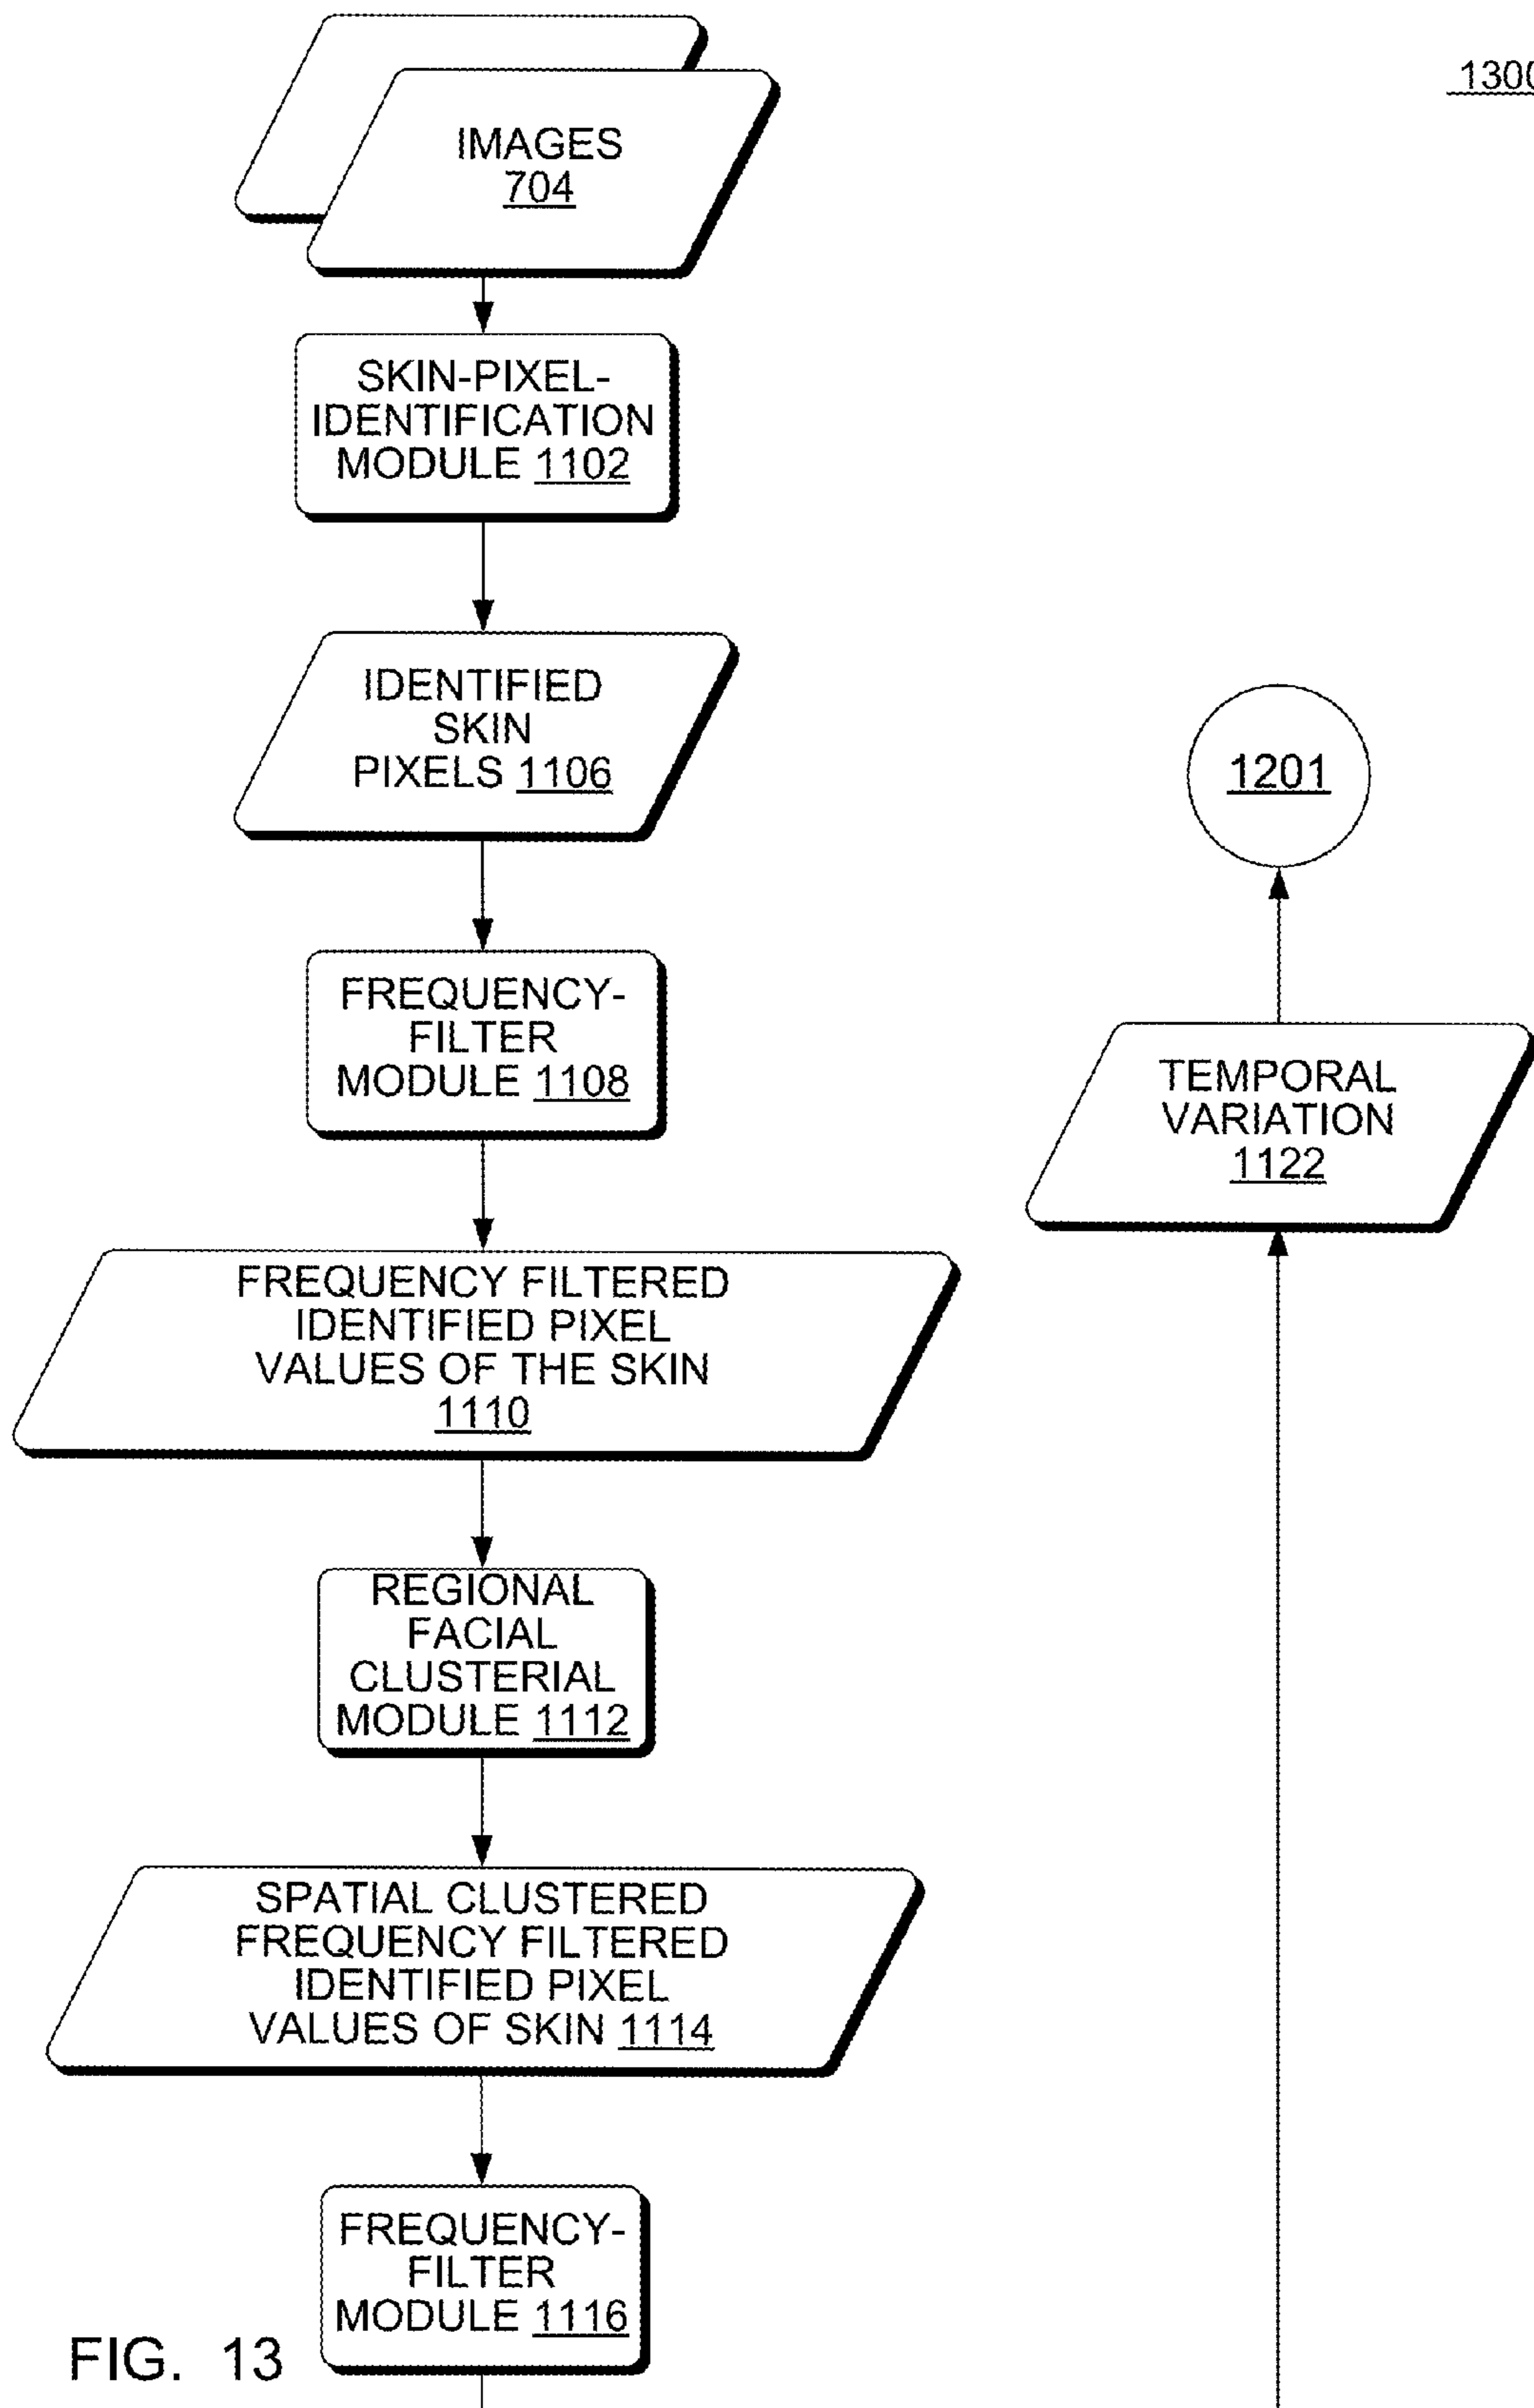 1300
IMAGES
704
SKIN-PIXEL-
IDENTIFICATION
MODULE 1102
IDENTIFIED
SKIN
PIXELS 1106
FREQUENCY-
FILTER
MODULE 1108
FREQUENCY FILTERED
IDENTIFIED PIXEL
VALUES OF THE SKIN
1110
REGIONAL
FACIAL
CLUSTERIAL
MODULE 1112
SPATIAL CLUSTERED
FREQUENCY FILTERED
IDENTIFIED PIXEL
VALUES OF SKIN 1114
FREQUENCY-
FILTER
MODULE 1116
1201
TEMPORAL
VARIATION
1122
FIG. 13